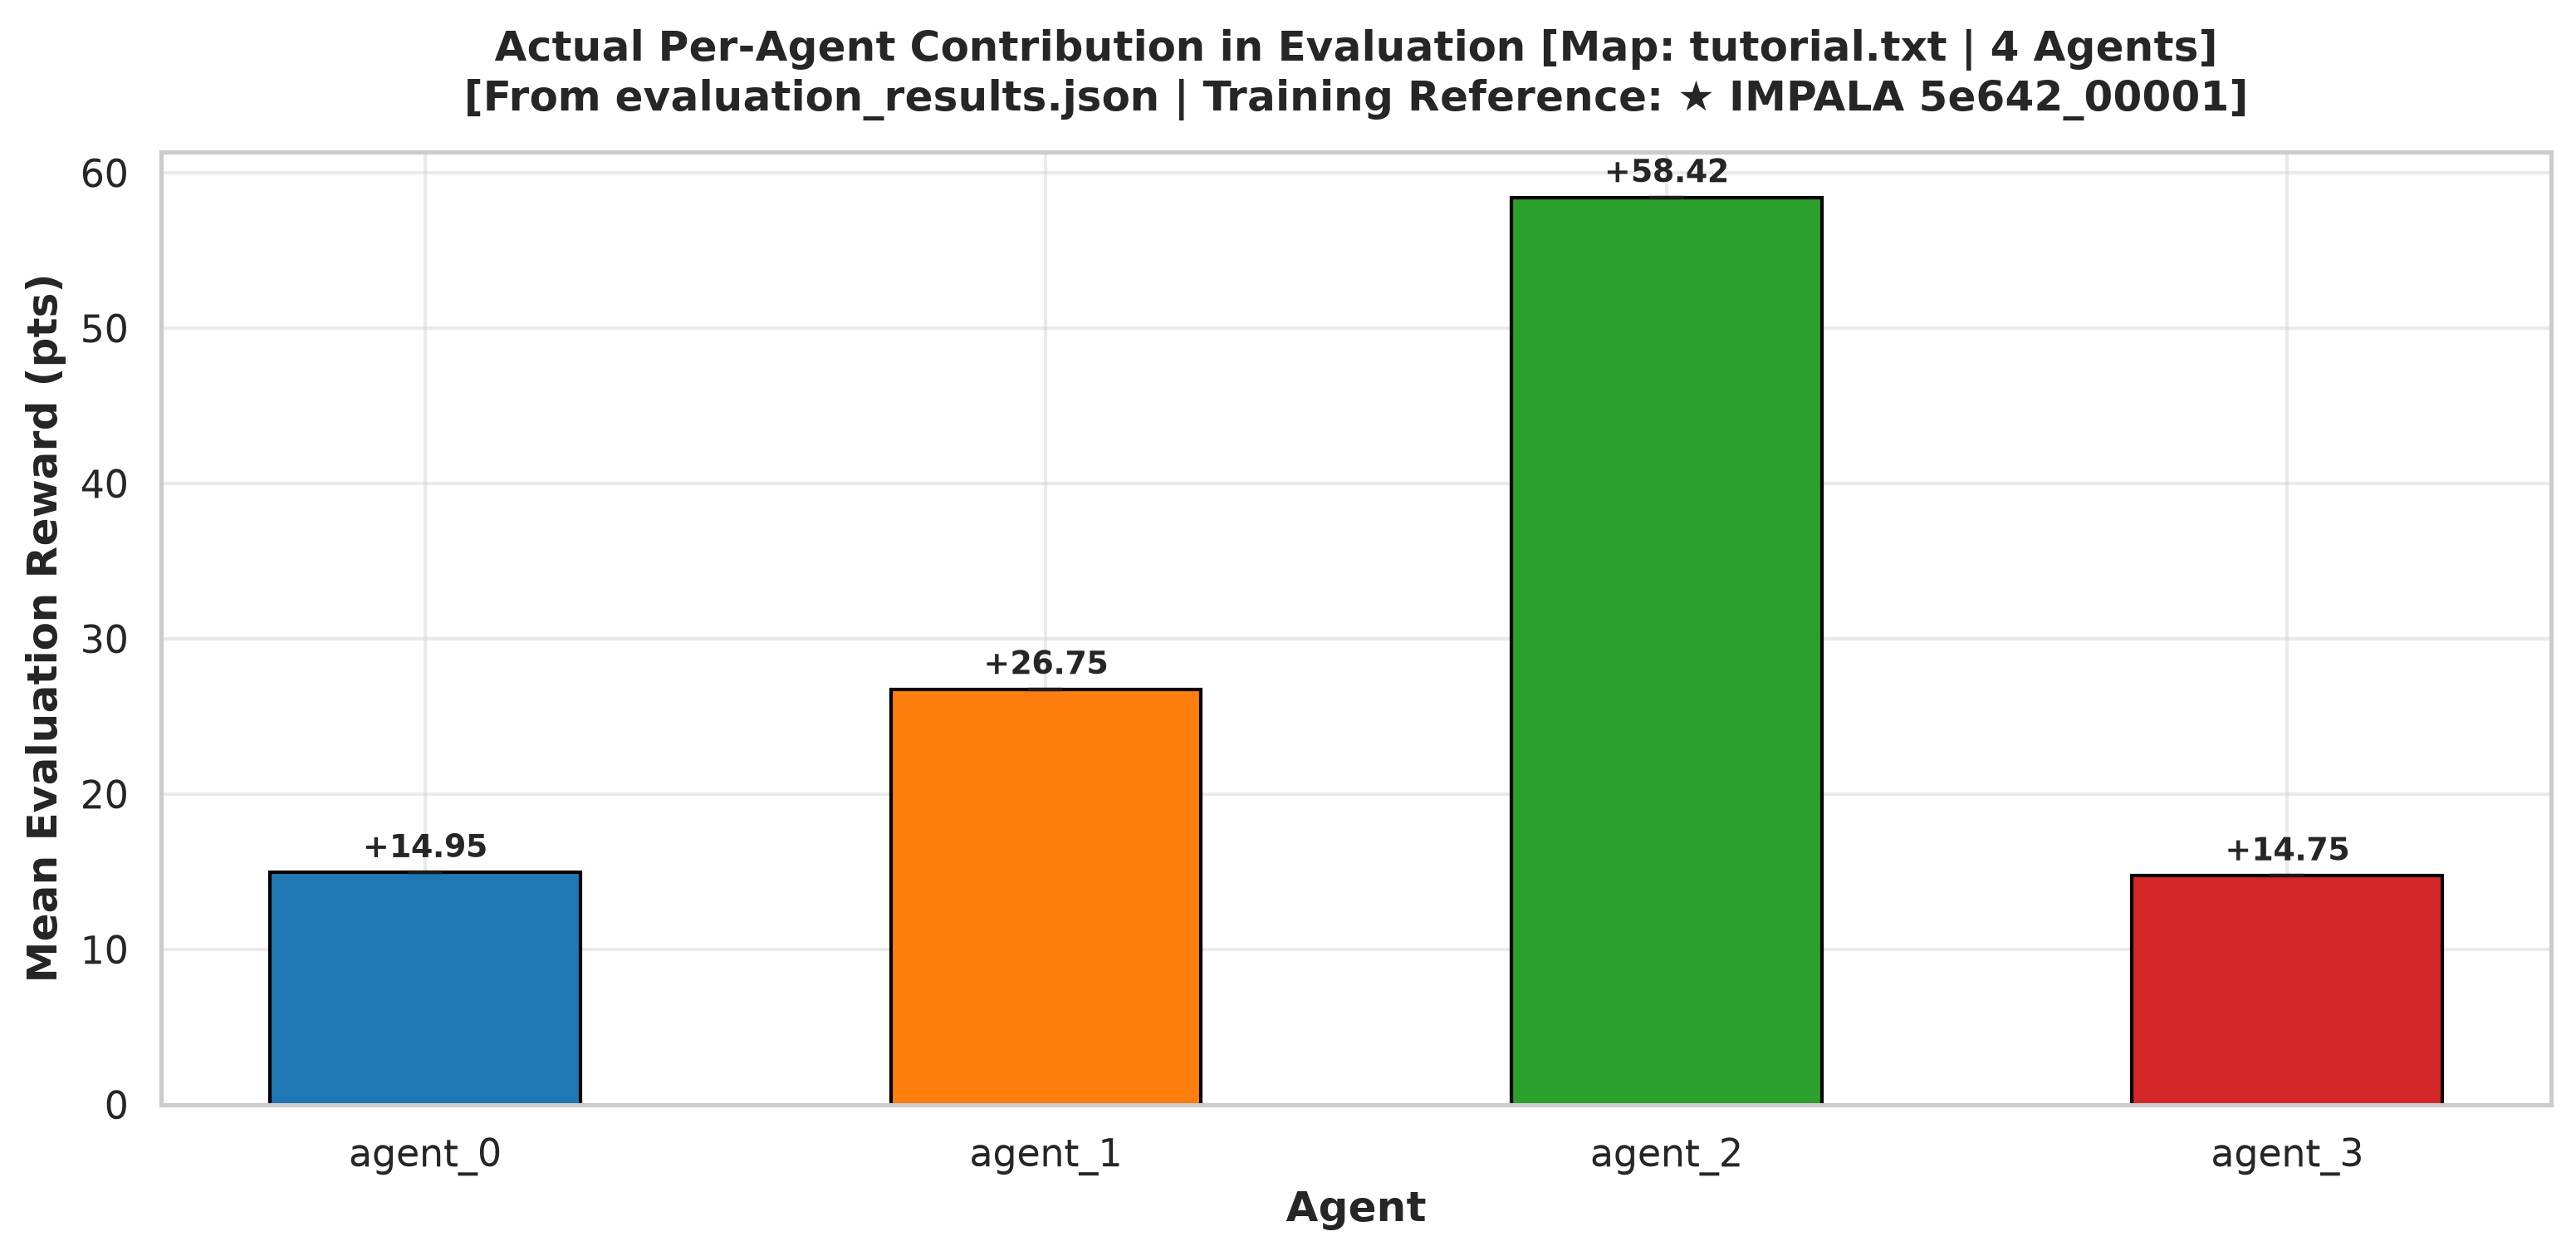 Actual Per-Agent Contribution in Evaluation [Map: tutorial.txt | 4 Agents]
[From evaluation_results.json | Training Reference: ★ IMPALA 5e642_00001]
Mean Evaluation Reward (pts)
60
50
40
30
20
10
0
+14.95
+26.75
+58.42
+14.75
agent_0
agent_1
agent_2
agent_3
Agent